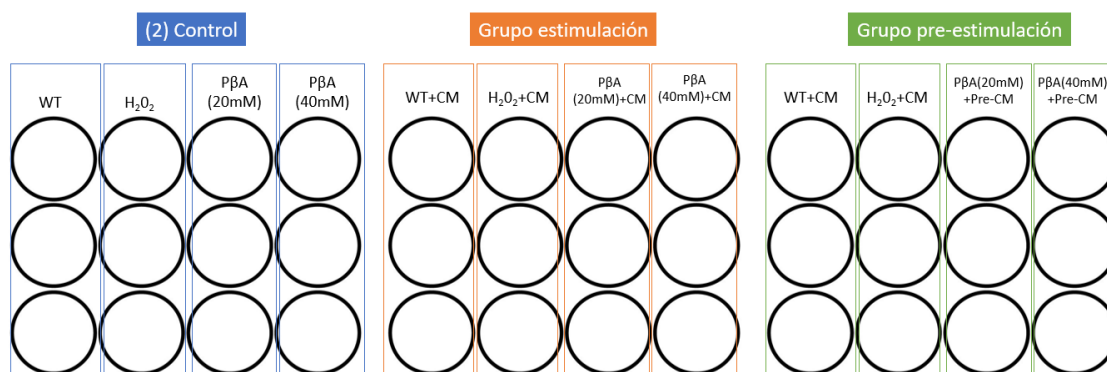 (2) Control
Grupo estimulación
Grupo pre-estimulación
WT
H₂O₂
PβA
(20mM)
PβA
(40mM)
WT+CM
H₂O₂+CM
PβA
(20mM)+CM
PβA
(40mM)+CM
WT+CM
H₂O₂+CM
PβA(20mM)
+Pre-CM
PβA(40mM)
+Pre-CM